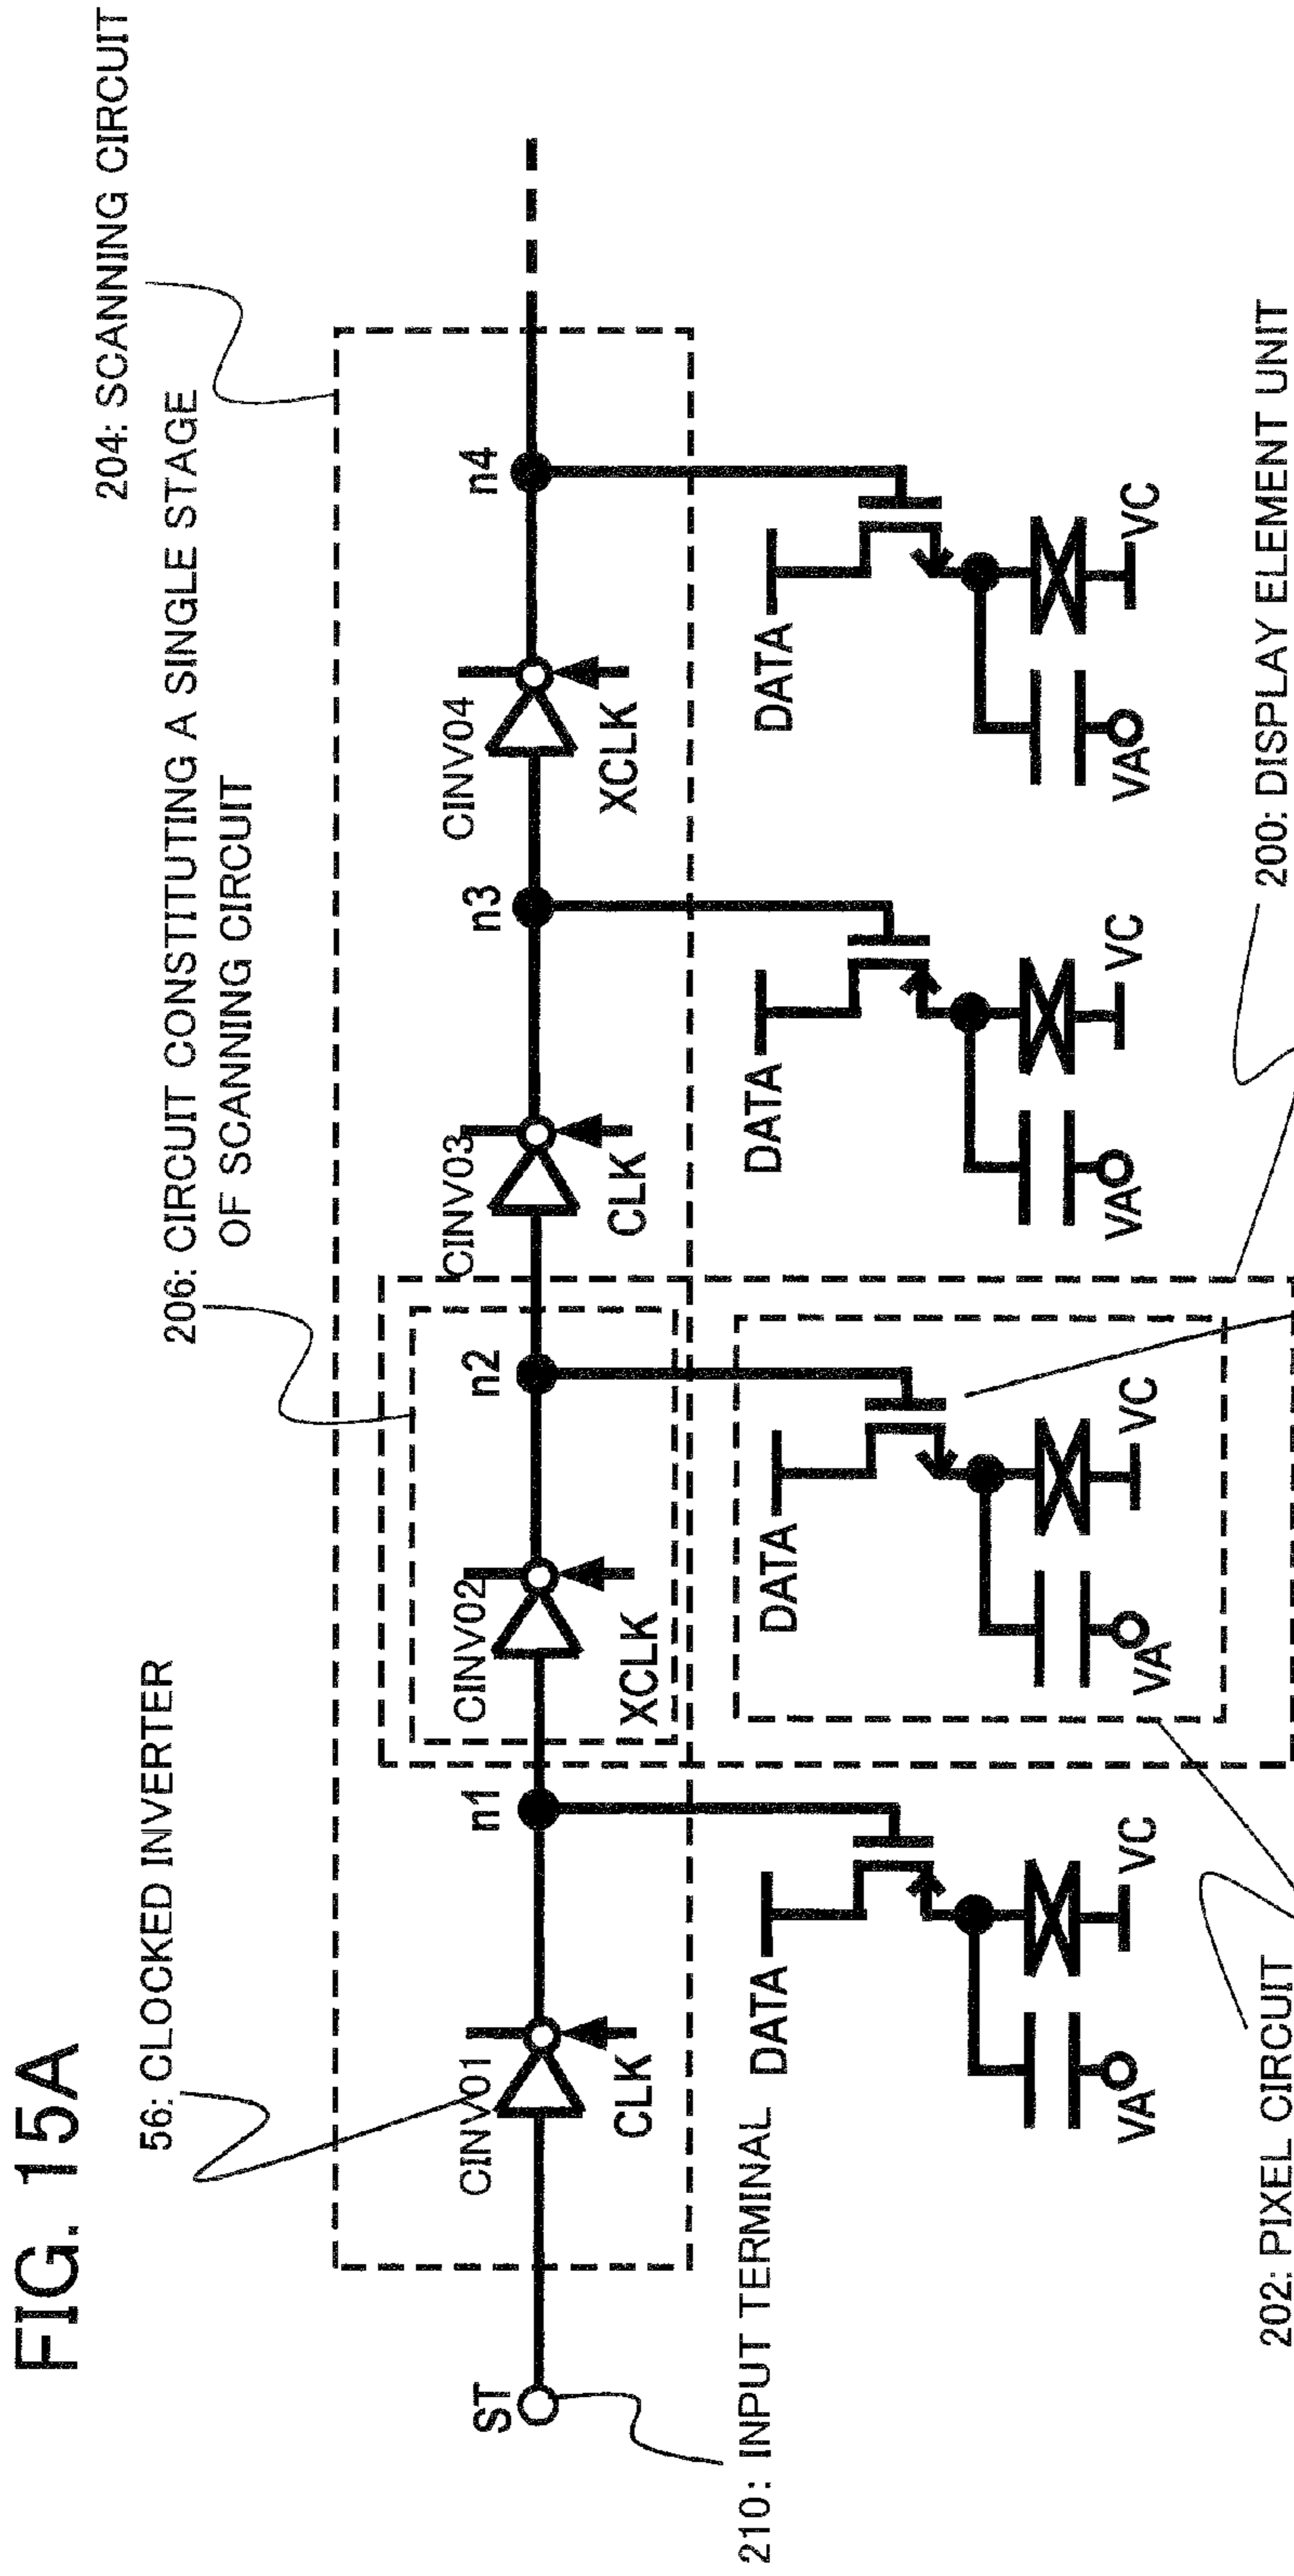 FIG. 15A
204: SCANNING CIRCUIT
206: CIRCUIT CONSTITUTING A SINGLE STAGE
OF SCANNING CIRCUIT
56: CLOCKED INVERTER
ST
CINV01
n1
CINV02
n2
CINV03
n3
CINV04
n4
CLK
XCLK
CLK
XCLK
210: INPUT TERMINAL
DATA
DATA
DATA
DATA
VA
VC
VA
VC
VA
VC
VA
VC
202: PIXEL CIRCUIT
200: DISPLAY ELEMENT UNIT